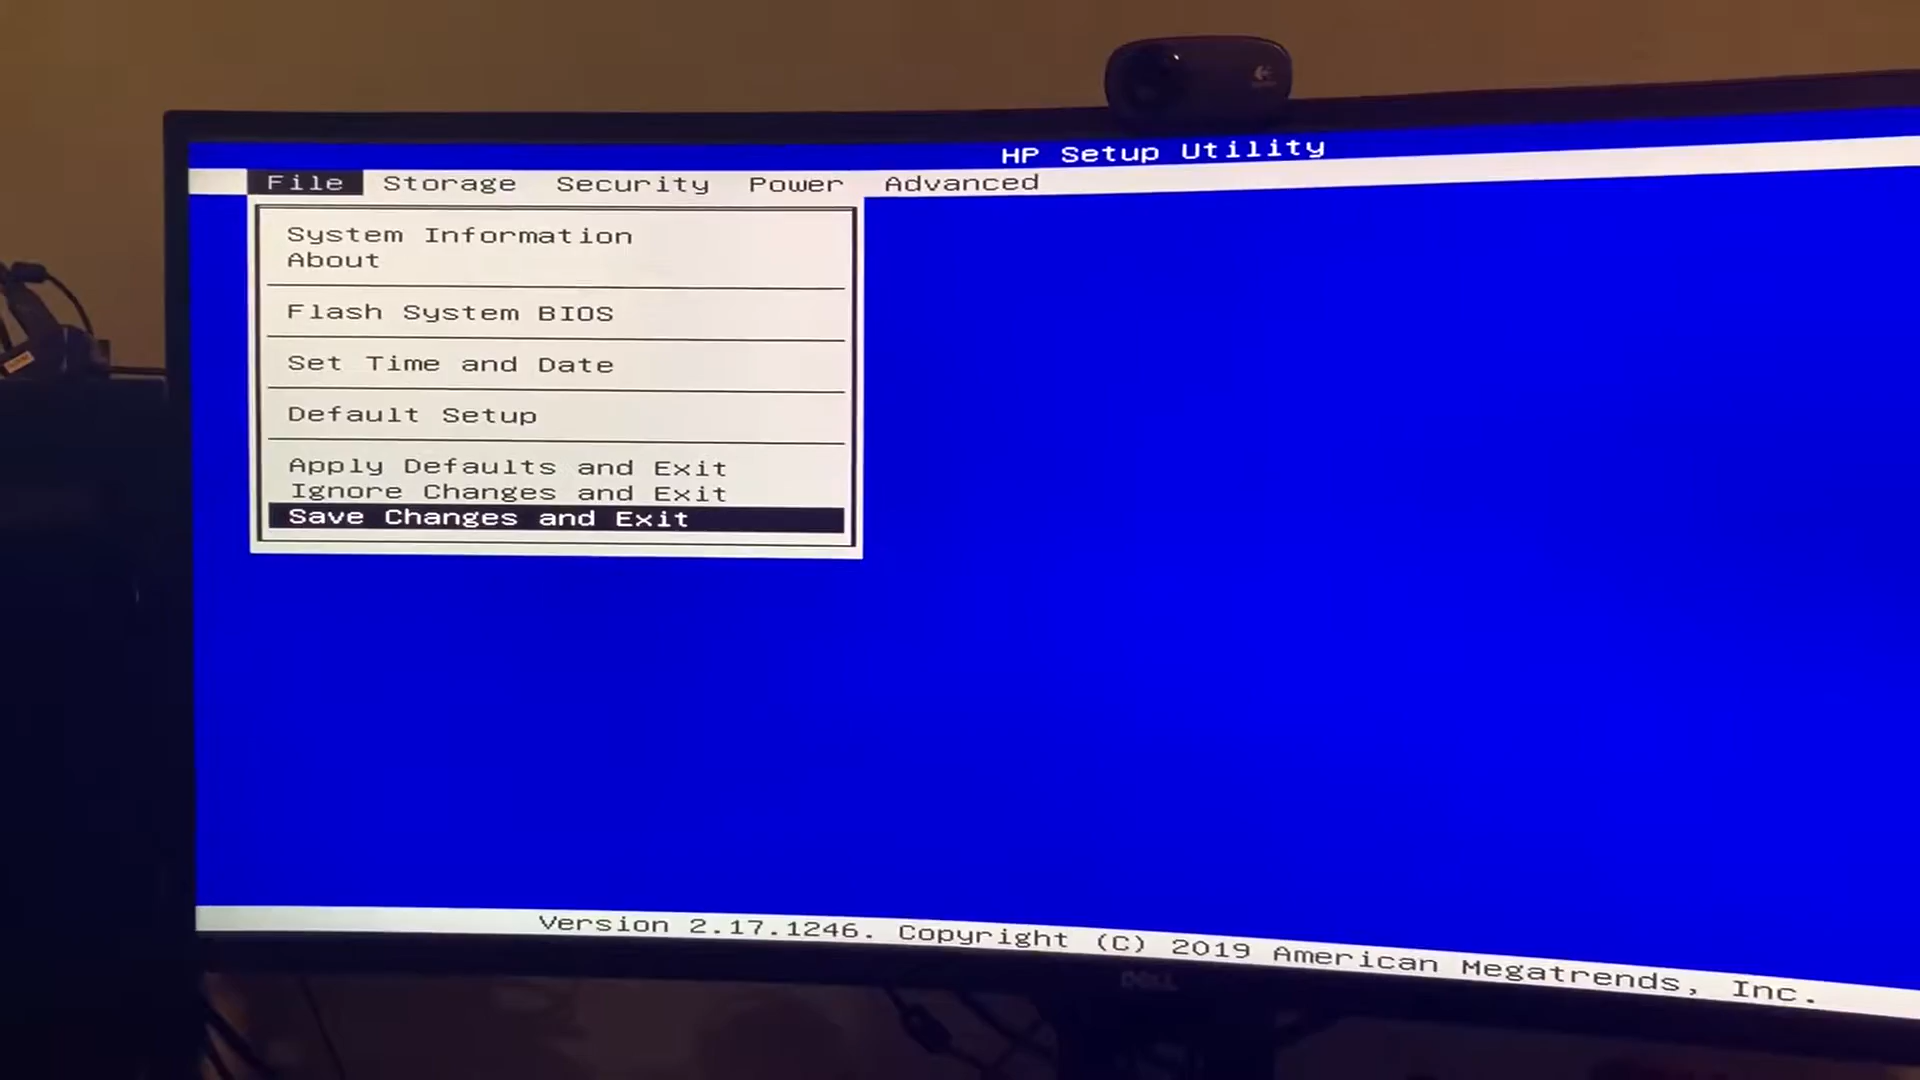 HP Setup Utility
File Storage Security Power Advanced
System Information
About
Flash System BIOS
Set Time and Date
Default Setup
Apply Defaults and Exit
Ignore Changes and Exit
Save Changes and Exit
Version 2.17.1246. Copyright (C) 2019 American Megatrends, Inc.
DELL